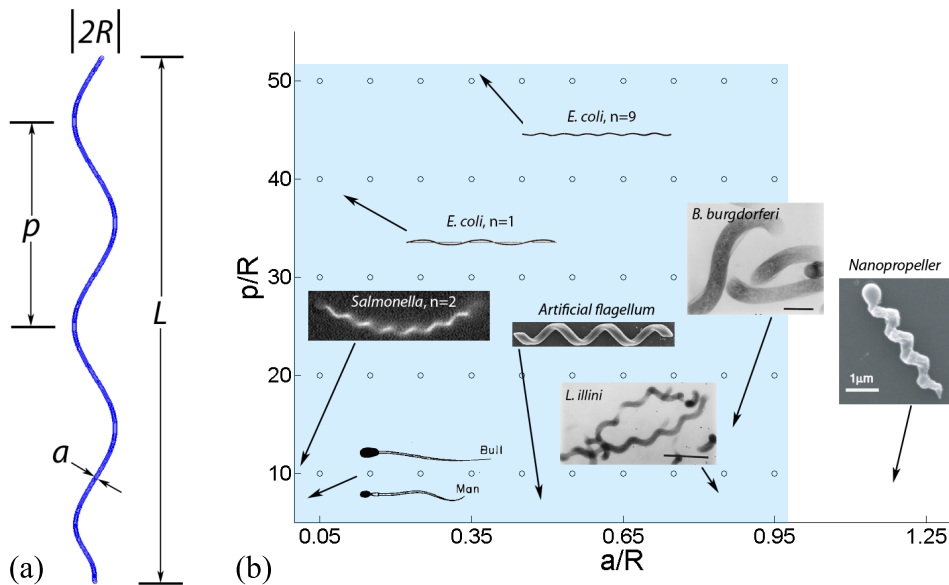 |2R|
p
L
a
(a)
(b)
p/R
50
40
30
20
10
E. coli, n=9
E. coli, n=1
B. burgdorferi
Nanopropeller
1μm
Salmonella, n=2
Artificial flagellum
L. illini
Bull
Man
0.05 0.35 0.65 0.95 1.25
a/R